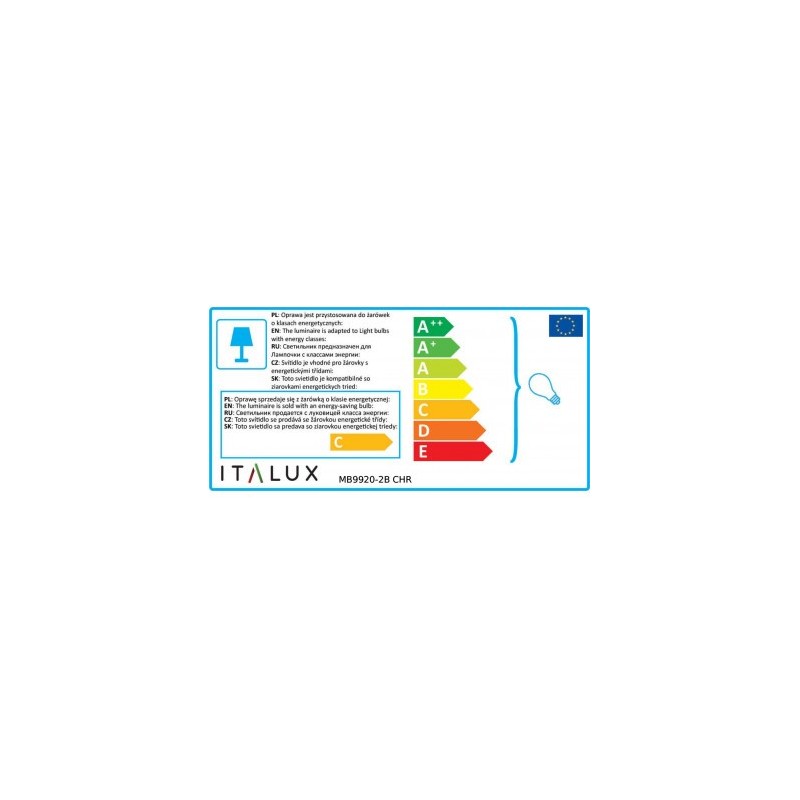 PL: Oprawa jest przystosowana do żarówek
o klasach energetycznych:
EN: The luminaire is adapted to Light bulbs
with energy classes:
RU: Светильник предназначен для
Лампочки с классами энергии:
CZ: Svítidlo je vhodné pro žárovky s
energetickými třídami:
SK: Toto svietidlo je kompatibilné so
ziarovkami energetických tried:
PL: Oprawę sprzedaje się z żarówką o klasie energetycznej:
EN: The luminaire is sold with an energy-saving bulb:
RU: Светильник продается с луковицей класса энергии:
CZ: Toto svítidlo se prodává se žárovkou energetické třídy:
SK: Toto svietidlo sa predava so ziarovkou energetickej triedy:
C
ITALUX
MB9920-2B CHR
A++
A+
A
B
C
D
E